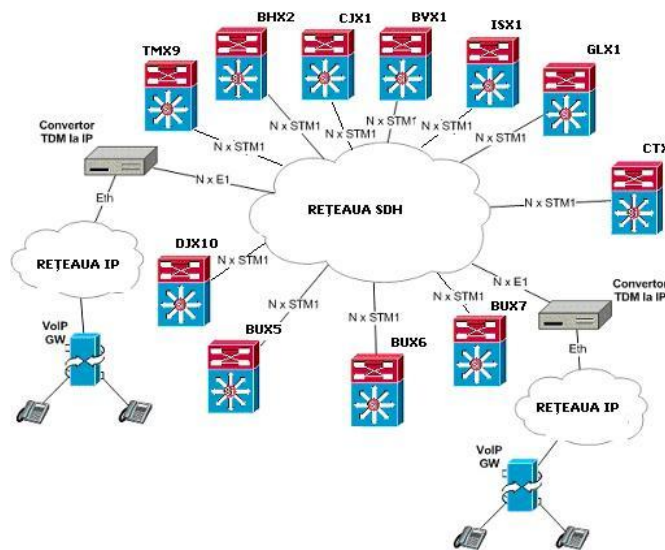 BHX2
CJX1
BVX1
ISX1
TMX9
GLX1
N x STM1
N x STM1
N x STM1
N x STM1
N x STM1
N x STM1
Convertor
TDM la IP
CTX
N x E1
Eth
REȚEAUA SDH
N x STM1
REȚEAUA IP
DJX10
N x STM1
N x E1
Convertor
TDM la IP
N x STM1
N x STM1
N x STM1
BUX7
VoIP
GW
BUX5
BUX6
Eth
REȚEAUA IP
VoIP
GW